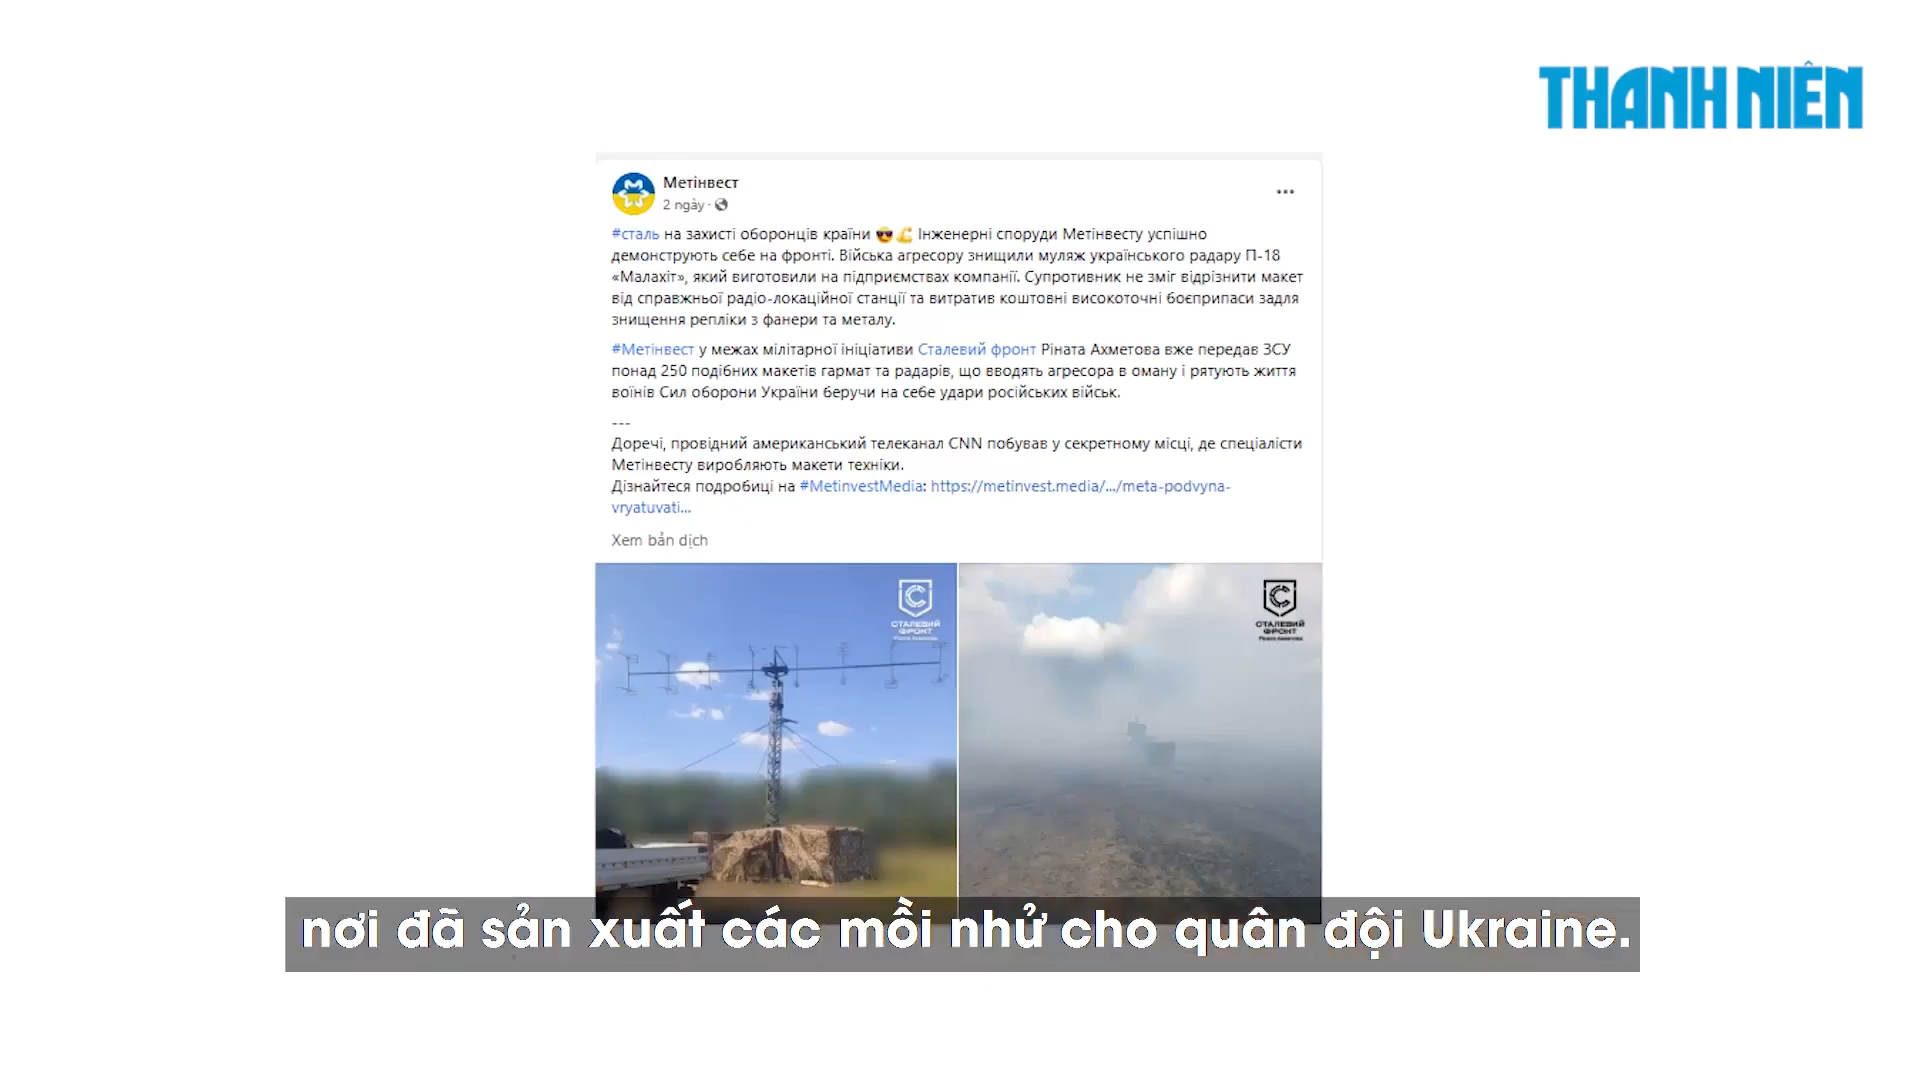 THANH NIÊN
Метінвест
2 ngày
#сталь на захисті оборонців країни 😎💪 Інженерні споруди Метінвесту успішно
демонструють себе на фронті. Війська агресору знищили муляж українського радару П-18
«Малахіт», який виготовили на підприємствах компанії. Супротивник не зміг відрізнити макет
від справжньої радіо-локаційної станції та витратив коштовні високоточні боєприпаси задля
знищення репліки з фанери та металу.
#Метінвест у межах мілітарної ініціативи Сталевий фронт Ріната Ахметова вже передав ЗСУ
понад 250 подібних макетів гармат та радарів, що вводять агресора в оману і рятують життя
воїнів Сил оборони України беручи на себе удари російських військ.
---
Доречі, провідний американський телеканал CNN побував у секретному місці, де спеціалісти
Метінвесту виробляють макети техніки.
Дізнайтеся подробиці на #MetinvestMedia: https://metinvest.media/.../meta-podvyna-
vryatuvati...
Xem bản dịch
СТАЛЕВИЙ
ФРОНТ
Ріната Ахметова
СТАЛЕВИЙ
ФРОНТ
Ріната Ахметова
nơi đã sản xuất các mồi nhử cho quân đội Ukraine.